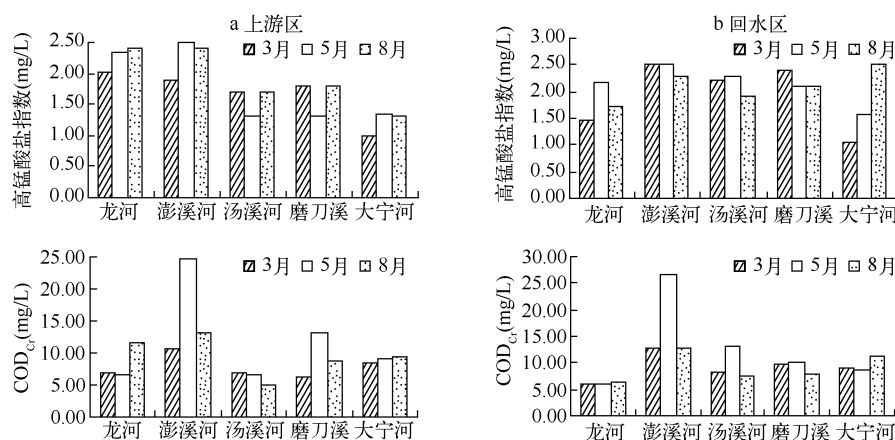 a 上游区
高锰酸盐指数(mg/L)
2.50
2.00
1.50
1.00
0.50
0.00
3月 5月 8月
龙河 澎溪河 汤溪河 磨刀溪 大宁河
b 回水区
高锰酸盐指数(mg/L)
3.00
2.50
2.00
1.50
1.00
0.50
0.00
3月 5月 8月
龙河 澎溪河 汤溪河 磨刀溪 大宁河
COD_Cr(mg/L)
25.00
20.00
15.00
10.00
5.00
0.00
3月 5月 8月
龙河 澎溪河 汤溪河 磨刀溪 大宁河
COD_Cr(mg/L)
30.00
25.00
20.00
15.00
10.00
5.00
0.00
3月 5月 8月
龙河 澎溪河 汤溪河 磨刀溪 大宁河